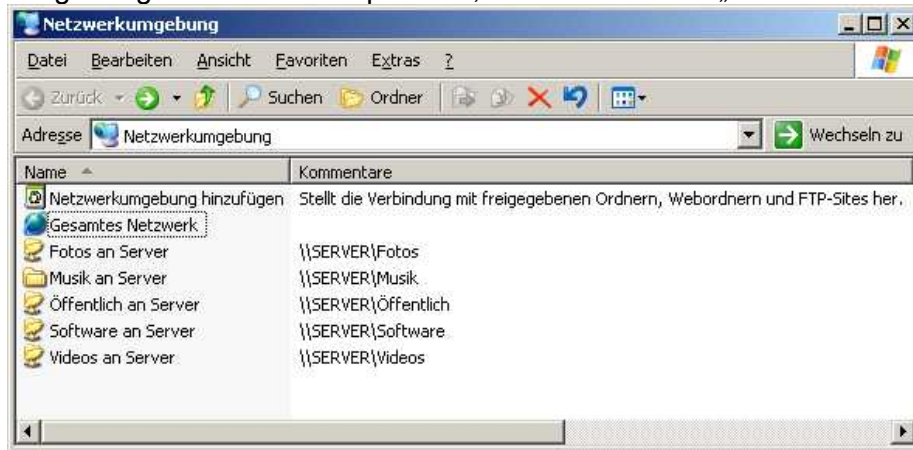 Netzwerkumgebung
Datei Bearbeiten Ansicht Favoriten Extras ?
Zurück Suchen Ordner
Adresse Netzwerkumgebung Wechseln zu
Name Kommentare
Netzwerkumgebung hinzufügen Stellt die Verbindung mit freigegebenen Ordnern, Webordnern und FTP-Sites her.
Gesamtes Netzwerk
Fotos an Server \\SERVER\Fotos
Musik an Server \\SERVER\Musik
Öffentlich an Server \\SERVER\Öffentlich
Software an Server \\SERVER\Software
Videos an Server \\SERVER\Videos